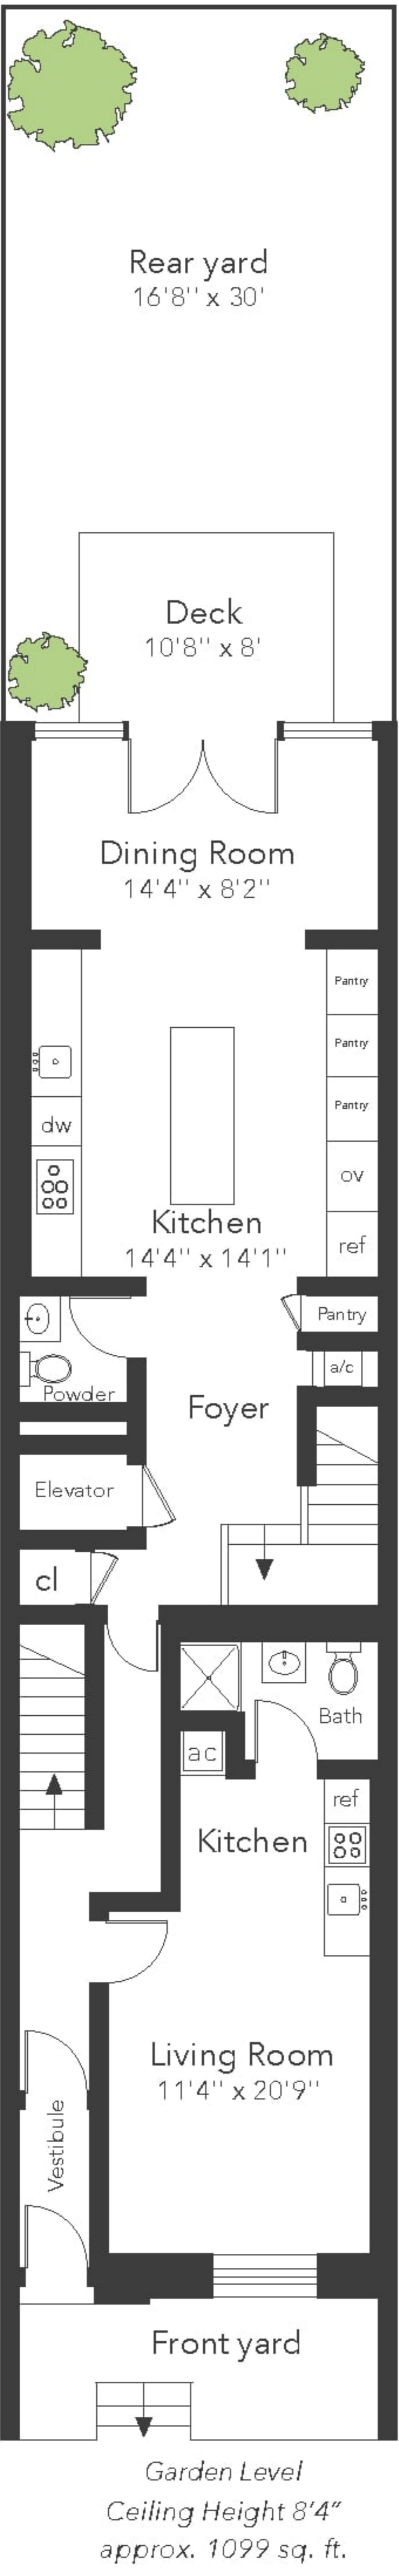 Rear yard
16'8'' x 30'
Deck
10'8'' x 8'
Dining Room
14'4'' x 8'2''
Pantry
Pantry
Pantry
dw
ov
Kitchen
14'4'' x 14'1''
ref
Pantry
a/c
Powder
Foyer
Elevator
cl
Bath
ac
ref
Kitchen
Living Room
11'4'' x 20'9''
Vestibule
Front yard
Garden Level
Ceiling Height 8'4”
approx. 1099 sq. ft.